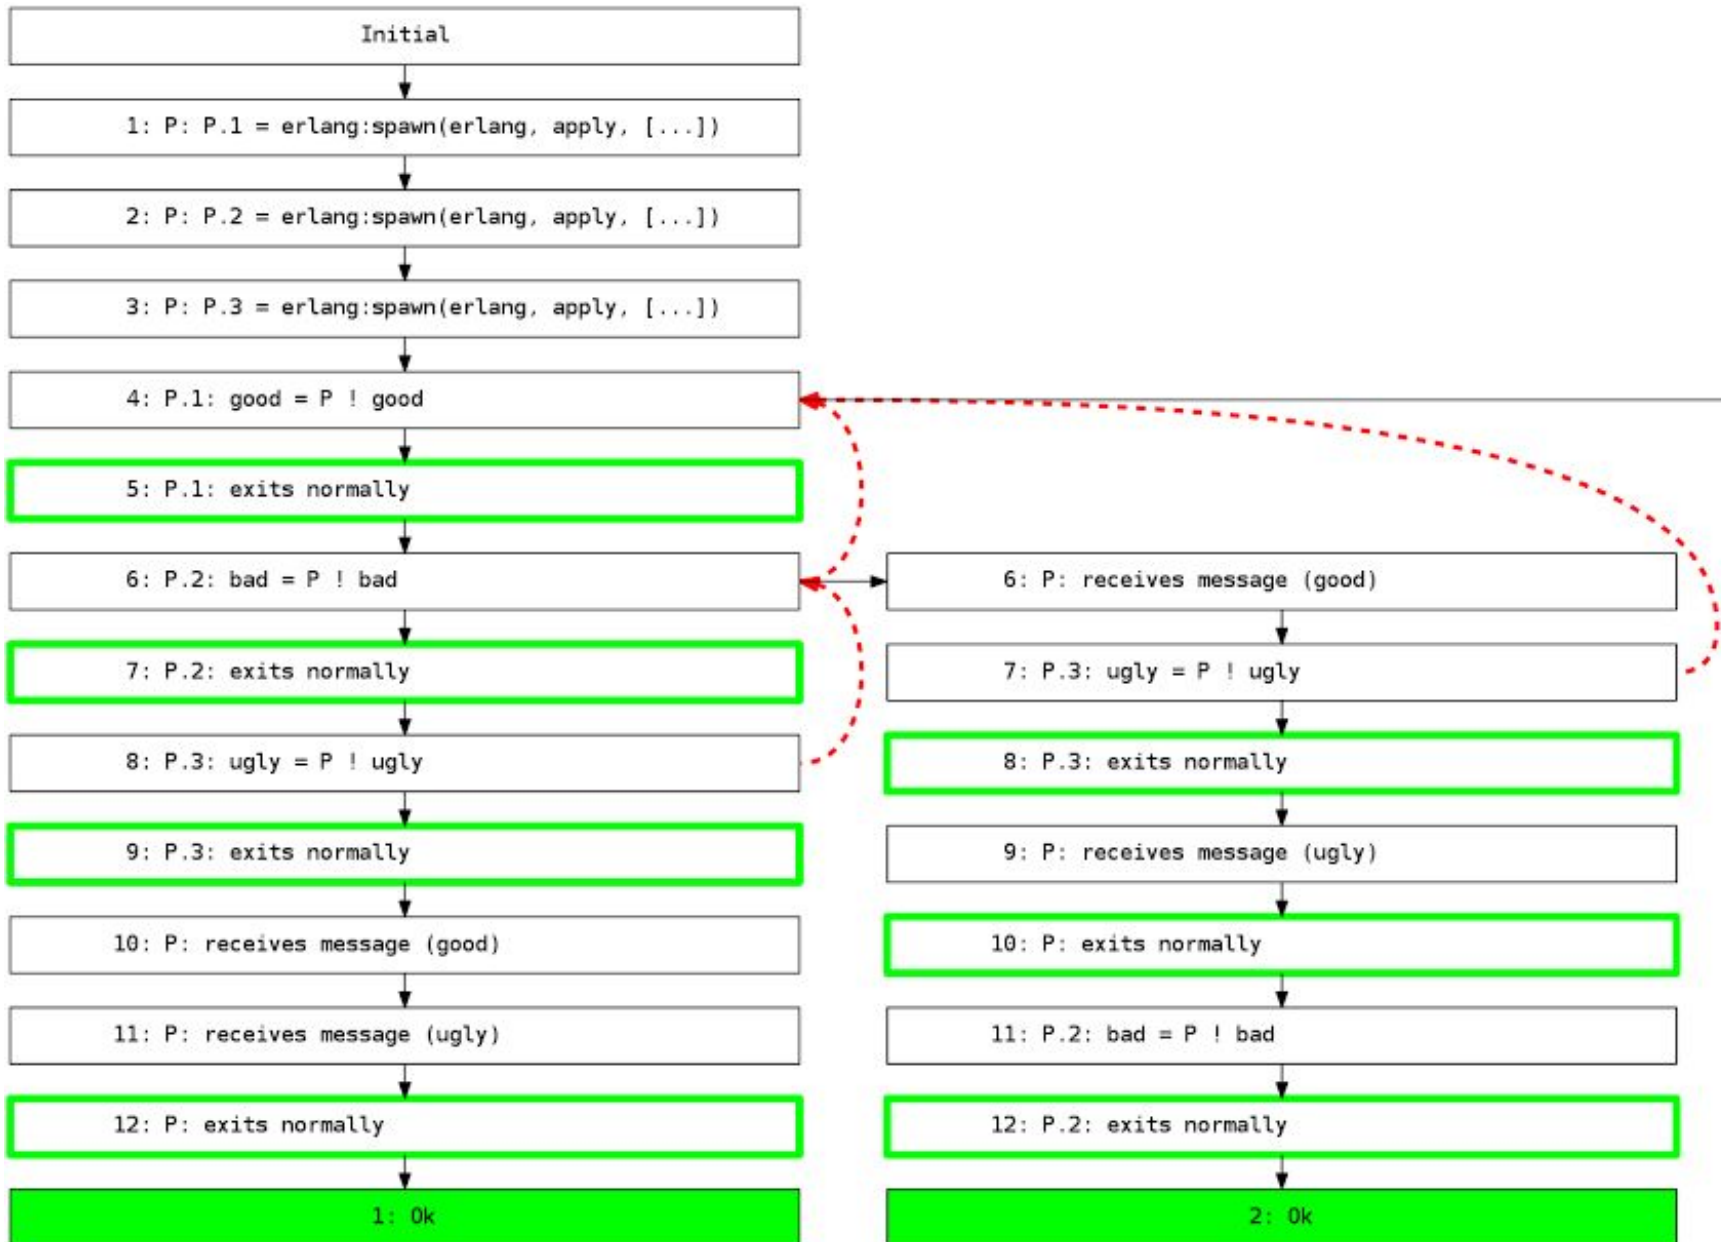 Initial
1: P: P.1 = erlang:spawn(erlang, apply, [...])
2: P: P.2 = erlang:spawn(erlang, apply, [...])
3: P: P.3 = erlang:spawn(erlang, apply, [...])
4: P.1: good = P ! good
5: P.1: exits normally
6: P.2: bad = P ! bad
7: P.2: exits normally
8: P.3: ugly = P ! ugly
9: P.3: exits normally
10: P: receives message (good)
11: P: receives message (ugly)
12: P: exits normally
1: Ok
6: P: receives message (good)
7: P.3: ugly = P ! ugly
8: P.3: exits normally
9: P: receives message (ugly)
10: P: exits normally
11: P.2: bad = P ! bad
12: P.2: exits normally
2: Ok